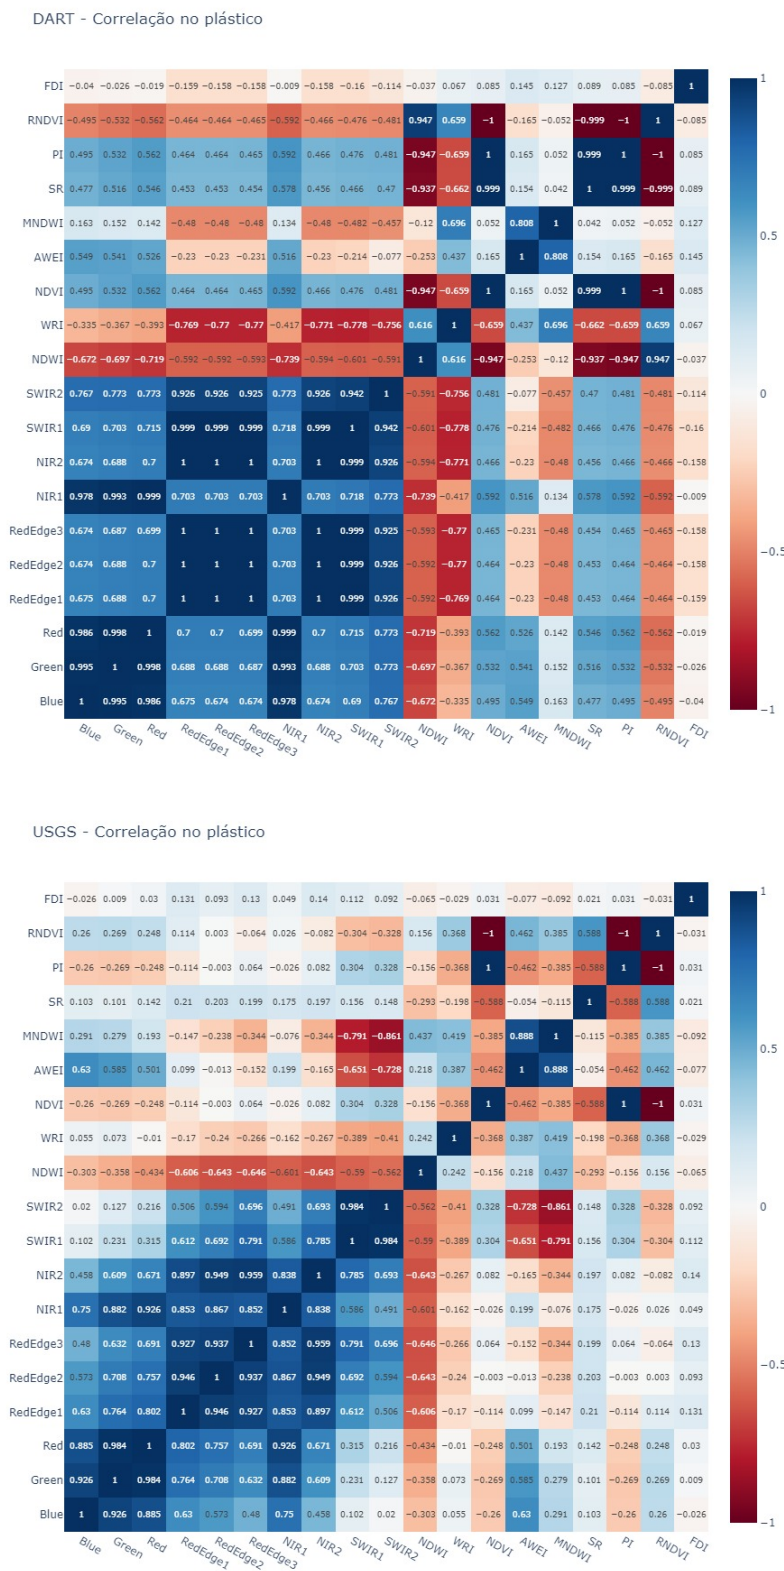 DART - Correlação no plástico
FDI −0.04 −0.026 −0.019 −0.159 −0.158 −0.158 −0.009 −0.158 −0.16 −0.114 −0.037 0.067 0.085 0.145 0.127 0.089 0.085 −0.085 1
1
RNDVI −0.495 −0.532 −0.562 −0.464 −0.464 −0.465 −0.592 −0.466 −0.476 −0.481 0.947 0.659 −1 −0.165 −0.052 −0.999 −1 1 −0.085
PI 0.495 0.532 0.562 0.464 0.464 0.465 0.592 0.466 0.476 0.481 −0.947 −0.659 1 0.165 0.052 0.999 1 −1 0.085
SR 0.477 0.516 0.546 0.453 0.453 0.454 0.578 0.456 0.466 0.47 −0.937 −0.662 0.999 0.154 0.042 1 0.999 −0.999 0.089
MNDWI 0.163 0.152 0.142 −0.48 −0.48 −0.48 0.134 −0.48 −0.482 −0.457 −0.12 0.696 0.052 0.808 1 0.042 0.052 −0.052 0.127
0.5
AWEI 0.549 0.541 0.526 −0.23 −0.23 −0.231 0.516 −0.23 −0.214 −0.077 −0.253 0.437 0.165 1 0.808 0.154 0.165 −0.165 0.145
NDVI 0.495 0.532 0.562 0.464 0.464 0.465 0.592 0.466 0.476 0.481 −0.947 −0.659 1 0.165 0.052 0.999 1 −1 0.085
WRI −0.335 −0.367 −0.393 −0.769 −0.77 −0.77 −0.417 −0.771 −0.778 −0.756 0.616 1 −0.659 0.437 0.696 −0.662 −0.659 0.659 0.067
NDWI −0.672 −0.697 −0.719 −0.592 −0.592 −0.593 −0.739 −0.594 −0.601 −0.591 1 0.616 −0.947 −0.253 −0.12 −0.937 −0.947 0.947 −0.037
SWIR2 0.767 0.773 0.773 0.926 0.926 0.925 0.773 0.926 0.942 1 −0.591 −0.756 0.481 −0.077 −0.457 0.47 0.481 −0.481 −0.114
0
SWIR1 0.69 0.703 0.715 0.999 0.999 0.999 0.718 0.999 1 0.942 −0.601 −0.778 0.476 −0.214 −0.482 0.466 0.476 −0.476 −0.16
NIR2 0.674 0.688 0.7 1 1 1 0.703 1 0.999 0.926 −0.594 −0.771 0.466 −0.23 −0.48 0.456 0.466 −0.466 −0.158
NIR1 0.978 0.993 0.999 0.703 0.703 0.703 1 0.703 0.718 0.773 −0.739 −0.417 0.592 0.516 0.134 0.578 0.592 −0.592 −0.009
RedEdge3 0.674 0.687 0.699 1 1 1 0.703 1 0.999 0.925 −0.593 −0.77 0.465 −0.231 −0.48 0.454 0.465 −0.465 −0.158
−0.5
RedEdge2 0.674 0.688 0.7 1 1 1 0.703 1 0.999 0.926 −0.592 −0.77 0.464 −0.23 −0.48 0.453 0.464 −0.464 −0.158
RedEdge1 0.675 0.688 0.7 1 1 1 0.703 1 0.999 0.926 −0.592 −0.769 0.464 −0.23 −0.48 0.453 0.464 −0.464 −0.159
Red 0.986 0.998 1 0.7 0.7 0.699 0.999 0.7 0.715 0.773 −0.719 −0.393 0.562 0.526 0.142 0.546 0.562 −0.562 −0.019
Green 0.995 1 0.998 0.688 0.688 0.687 0.993 0.688 0.703 0.773 −0.697 −0.367 0.532 0.541 0.152 0.516 0.532 −0.532 −0.026
Blue 1 0.995 0.986 0.675 0.674 0.674 0.978 0.674 0.69 0.767 −0.672 −0.335 0.495 0.549 0.163 0.477 0.495 −0.495 −0.04
−1
Blue Green Red RedEdge1 RedEdge2 RedEdge3 NIR1 NIR2 SWIR1 SWIR2 NDWI WRI NDVI AWEI MNDWI SR PI RNDVI FDI
USGS - Correlação no plástico
FDI −0.026 0.009 0.03 0.131 0.093 0.13 0.049 0.14 0.112 0.092 −0.065 −0.029 0.031 −0.077 −0.092 0.021 0.031 −0.031 1
1
RNDVI 0.26 0.269 0.248 0.114 0.003 −0.064 0.026 −0.082 −0.304 −0.328 0.156 0.368 −1 0.462 0.385 0.588 −1 1 −0.031
PI −0.26 −0.269 −0.248 −0.114 −0.003 0.064 −0.026 0.082 0.304 0.328 −0.156 −0.368 1 −0.462 −0.385 −0.588 1 −1 0.031
SR 0.103 0.101 0.142 0.21 0.203 0.199 0.175 0.197 0.156 0.148 −0.293 −0.198 −0.588 −0.054 −0.115 1 −0.588 0.588 0.021
MNDWI 0.291 0.279 0.193 −0.147 −0.238 −0.344 −0.076 −0.344 −0.791 −0.861 0.437 0.419 −0.385 0.888 1 −0.115 −0.385 0.385 −0.092
0.5
AWEI 0.63 0.585 0.501 0.099 −0.013 −0.152 0.199 −0.165 −0.651 −0.728 0.218 0.387 −0.462 1 0.888 −0.054 −0.462 0.462 −0.077
NDVI −0.26 −0.269 −0.248 −0.114 −0.003 0.064 −0.026 0.082 0.304 0.328 −0.156 −0.368 1 −0.462 −0.385 −0.588 1 −1 0.031
WRI 0.055 0.073 −0.01 −0.17 −0.24 −0.266 −0.162 −0.267 −0.389 −0.41 0.242 1 −0.368 0.387 0.419 −0.198 −0.368 0.368 −0.029
NDWI −0.303 −0.358 −0.434 −0.606 −0.643 −0.646 −0.601 −0.643 −0.59 −0.562 1 0.242 −0.156 0.218 0.437 −0.293 −0.156 0.156 −0.065
SWIR2 0.02 0.127 0.216 0.506 0.594 0.696 0.491 0.693 0.984 1 −0.562 −0.41 0.328 −0.728 −0.861 0.148 0.328 −0.328 0.092
0
SWIR1 0.102 0.231 0.315 0.612 0.692 0.791 0.586 0.785 1 0.984 −0.59 −0.389 0.304 −0.651 −0.791 0.156 0.304 −0.304 0.112
NIR2 0.458 0.609 0.671 0.897 0.949 0.959 0.838 1 0.785 0.693 −0.643 −0.267 0.082 −0.165 −0.344 0.197 0.082 −0.082 0.14
NIR1 0.75 0.882 0.926 0.853 0.867 0.852 1 0.838 0.586 0.491 −0.601 −0.162 −0.026 0.199 −0.076 0.175 −0.026 0.026 0.049
RedEdge3 0.48 0.632 0.691 0.927 0.937 1 0.852 0.959 0.791 0.696 −0.646 −0.266 0.064 −0.152 −0.344 0.199 0.064 −0.064 0.13
−0.5
RedEdge2 0.573 0.708 0.757 0.946 1 0.937 0.867 0.949 0.692 0.594 −0.643 −0.24 −0.003 −0.013 −0.238 0.203 −0.003 0.003 0.093
RedEdge1 0.63 0.764 0.802 1 0.946 0.927 0.853 0.897 0.612 0.506 −0.606 −0.17 −0.114 0.099 −0.147 0.21 −0.114 0.114 0.131
Red 0.885 0.984 1 0.802 0.757 0.691 0.926 0.671 0.315 0.216 −0.434 −0.01 −0.248 0.501 0.193 0.142 −0.248 0.248 0.03
Green 0.926 1 0.984 0.764 0.708 0.632 0.882 0.609 0.231 0.127 −0.358 0.073 −0.269 0.585 0.279 0.101 −0.269 0.269 0.009
Blue 1 0.926 0.885 0.63 0.573 0.48 0.75 0.458 0.102 0.02 −0.303 0.055 −0.26 0.63 0.291 0.103 −0.26 0.26 −0.026
−1
Blue Green Red RedEdge1 RedEdge2 RedEdge3 NIR1 NIR2 SWIR1 SWIR2 NDWI WRI NDVI AWEI MNDWI SR PI RNDVI FDI